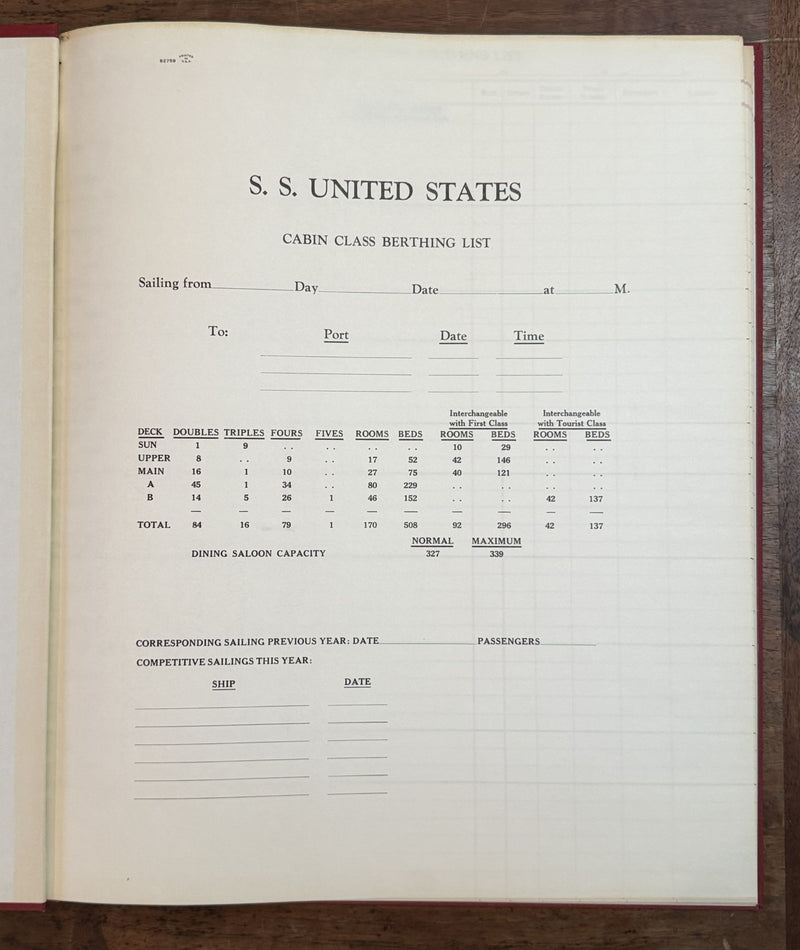 82759 PRINTED IN U.S.A.
S. S. UNITED STATES
CABIN CLASS BERTHING LIST
Sailing from Day Date at M.
To: Port Date Time
Interchangeable with First Class Interchangeable with Tourist Class
DECK DOUBLES TRIPLES FOURS FIVES ROOMS BEDS ROOMS BEDS ROOMS BEDS
SUN 1 9 . . . . . . . . 10 29 . . . .
UPPER 8 . . 9 . . 17 52 42 146 . . . .
MAIN 16 1 10 . . 27 75 40 121 . . . .
A 45 1 34 . . 80 229 . . . . . . . .
B 14 5 26 1 46 152 . . . . 42 137
— — — — — — — — — —
TOTAL 84 16 79 1 170 508 92 296 42 137
NORMAL MAXIMUM
DINING SALOON CAPACITY 327 339
CORRESPONDING SAILING PREVIOUS YEAR: DATE PASSENGERS
COMPETITIVE SAILINGS THIS YEAR:
SHIP DATE